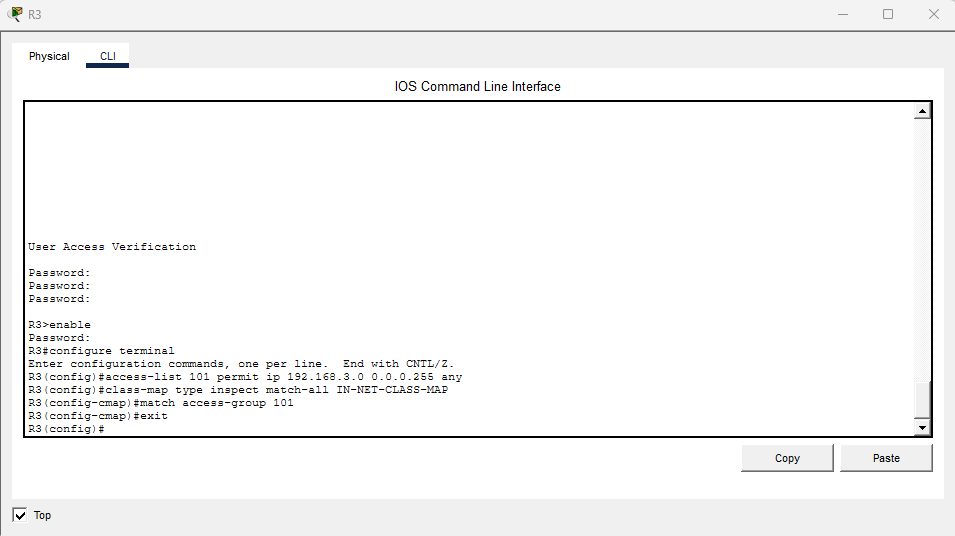 R3
Physical
CLI
IOS Command Line Interface
User Access Verification
Password:
Password:
Password:
R3>enable
Password:
R3#configure terminal
Enter configuration commands, one per line.  End with CNTL/Z.
R3(config)#access-list 101 permit ip 192.168.3.0 0.0.0.255 any
R3(config)#class-map type inspect match-all IN-NET-CLASS-MAP
R3(config-cmap)#match access-group 101
R3(config-cmap)#exit
R3(config)#
Copy
Paste
Top